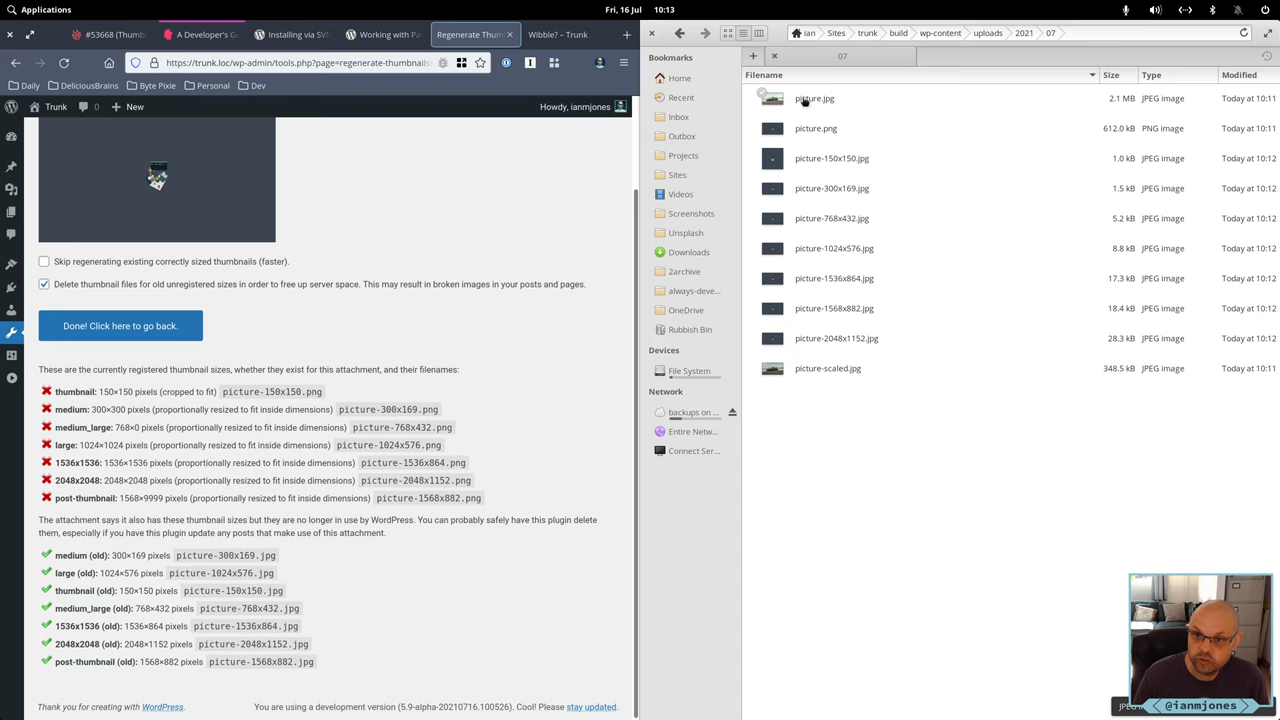 Applications
Fri, 16 Jul
10:13
#53668 (Thumb
A Developer's G
Installing via SVN
Working with Pa
Regenerate Thum
Wibble? – Trunk
https://trunk.loc/wp-admin/tools.php?page=regenerate-thumbnails
Daily
DeliciousBrains
Byte Pixie
Personal
Dev
Trunk
0
New
Howdy, ianmjones
Skip regenerating existing correctly sized thumbnails (faster).
Delete thumbnail files for old unregistered sizes in order to free up server space. This may result in broken images in your posts and pages.
Done! Click here to go back.
These are the currently registered thumbnail sizes, whether they exist for this attachment, and their filenames:
thumbnail: 150×150 pixels (cropped to fit) picture-150x150.png
medium: 300×300 pixels (proportionally resized to fit inside dimensions) picture-300x169.png
medium_large: 768×0 pixels (proportionally resized to fit inside dimensions) picture-768x432.png
large: 1024×1024 pixels (proportionally resized to fit inside dimensions) picture-1024x576.png
1536x1536: 1536×1536 pixels (proportionally resized to fit inside dimensions) picture-1536x864.png
2048x2048: 2048×2048 pixels (proportionally resized to fit inside dimensions) picture-2048x1152.png
post-thumbnail: 1568×9999 pixels (proportionally resized to fit inside dimensions) picture-1568x882.png
The attachment says it also has these thumbnail sizes but they are no longer in use by WordPress. You can probably safely have this plugin delete
them, especially if you have this plugin update any posts that make use of this attachment.
medium (old): 300×169 pixels picture-300x169.jpg
large (old): 1024×576 pixels picture-1024x576.jpg
thumbnail (old): 150×150 pixels picture-150x150.jpg
medium_large (old): 768×432 pixels picture-768x432.jpg
1536x1536 (old): 1536×864 pixels picture-1536x864.jpg
2048x2048 (old): 2048×1152 pixels picture-2048x1152.jpg
post-thumbnail (old): 1568×882 pixels picture-1568x882.jpg
Thank you for creating with WordPress.
You are using a development version (5.9-alpha-20210716.100526). Cool! Please stay updated.
ian
Sites
trunk
build
wp-content
uploads
2021
07
07
Bookmarks
Home
Recent
Inbox
Outbox
Projects
Sites
Videos
Screenshots
Unsplash
Downloads
2archive
always-deve...
OneDrive
Rubbish Bin
Devices
File System
Network
backups on ...
Entire Netw...
Connect Ser...
Filename Size Type Modified
picture.jpg 2.1 MB JPEG image Today at 10:11
picture.png 612.0 kB PNG image Today at 10:11
picture-150x150.jpg 1.0 kB JPEG image Today at 10:12
picture-300x169.jpg 1.5 kB JPEG image Today at 10:12
picture-768x432.jpg 5.2 kB JPEG image Today at 10:12
picture-1024x576.jpg 8.8 kB JPEG image Today at 10:12
picture-1536x864.jpg 17.3 kB JPEG image Today at 10:12
picture-1568x882.jpg 18.4 kB JPEG image Today at 10:12
picture-2048x1152.jpg 28.3 kB JPEG image Today at 10:12
picture-scaled.jpg 348.5 kB JPEG image Today at 10:11
@ianmjones